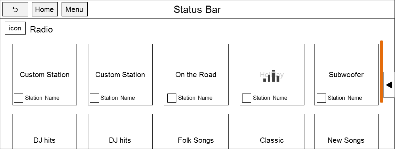 Home Menu Status Bar
icon Radio
Custom Station Custom Station On the Road Subwoofer
Station Name Station Name Station Name Station Name Station Name
DJ hits DJ hits Folk Songs Classic New Songs